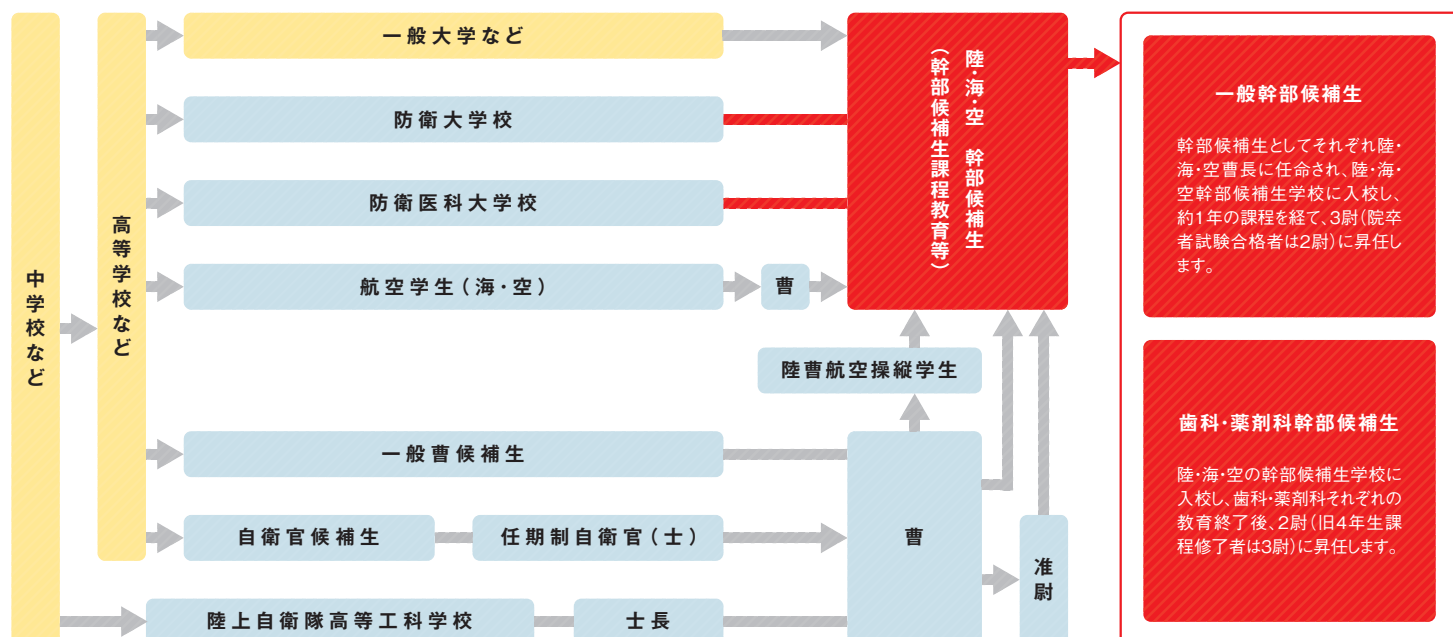 中学校など
高等学校など
一般大学など
防衛大学校
防衛医科大学校
航空学生(海・空)
曹
陸・海・空 幹部候補生
(幹部候補生課程教育等)
陸曹航空操縦学生
一般曹候補生
自衛官候補生
任期制自衛官(士)
曹
准尉
陸上自衛隊高等工科学校
士長
一般幹部候補生
幹部候補生としてそれぞれ陸・
海・空曹長に任命され、陸・海・
空幹部候補生学校に入校し、
約1年の課程を経て、3尉(院卒
者試験合格者は2尉)に昇任し
ます。
歯科・薬剤科幹部候補生
陸・海・空の幹部候補生学校に
入校し、歯科・薬剤科それぞれの
教育終了後、2尉(旧4年生課
程修了者は3尉)に昇任します。